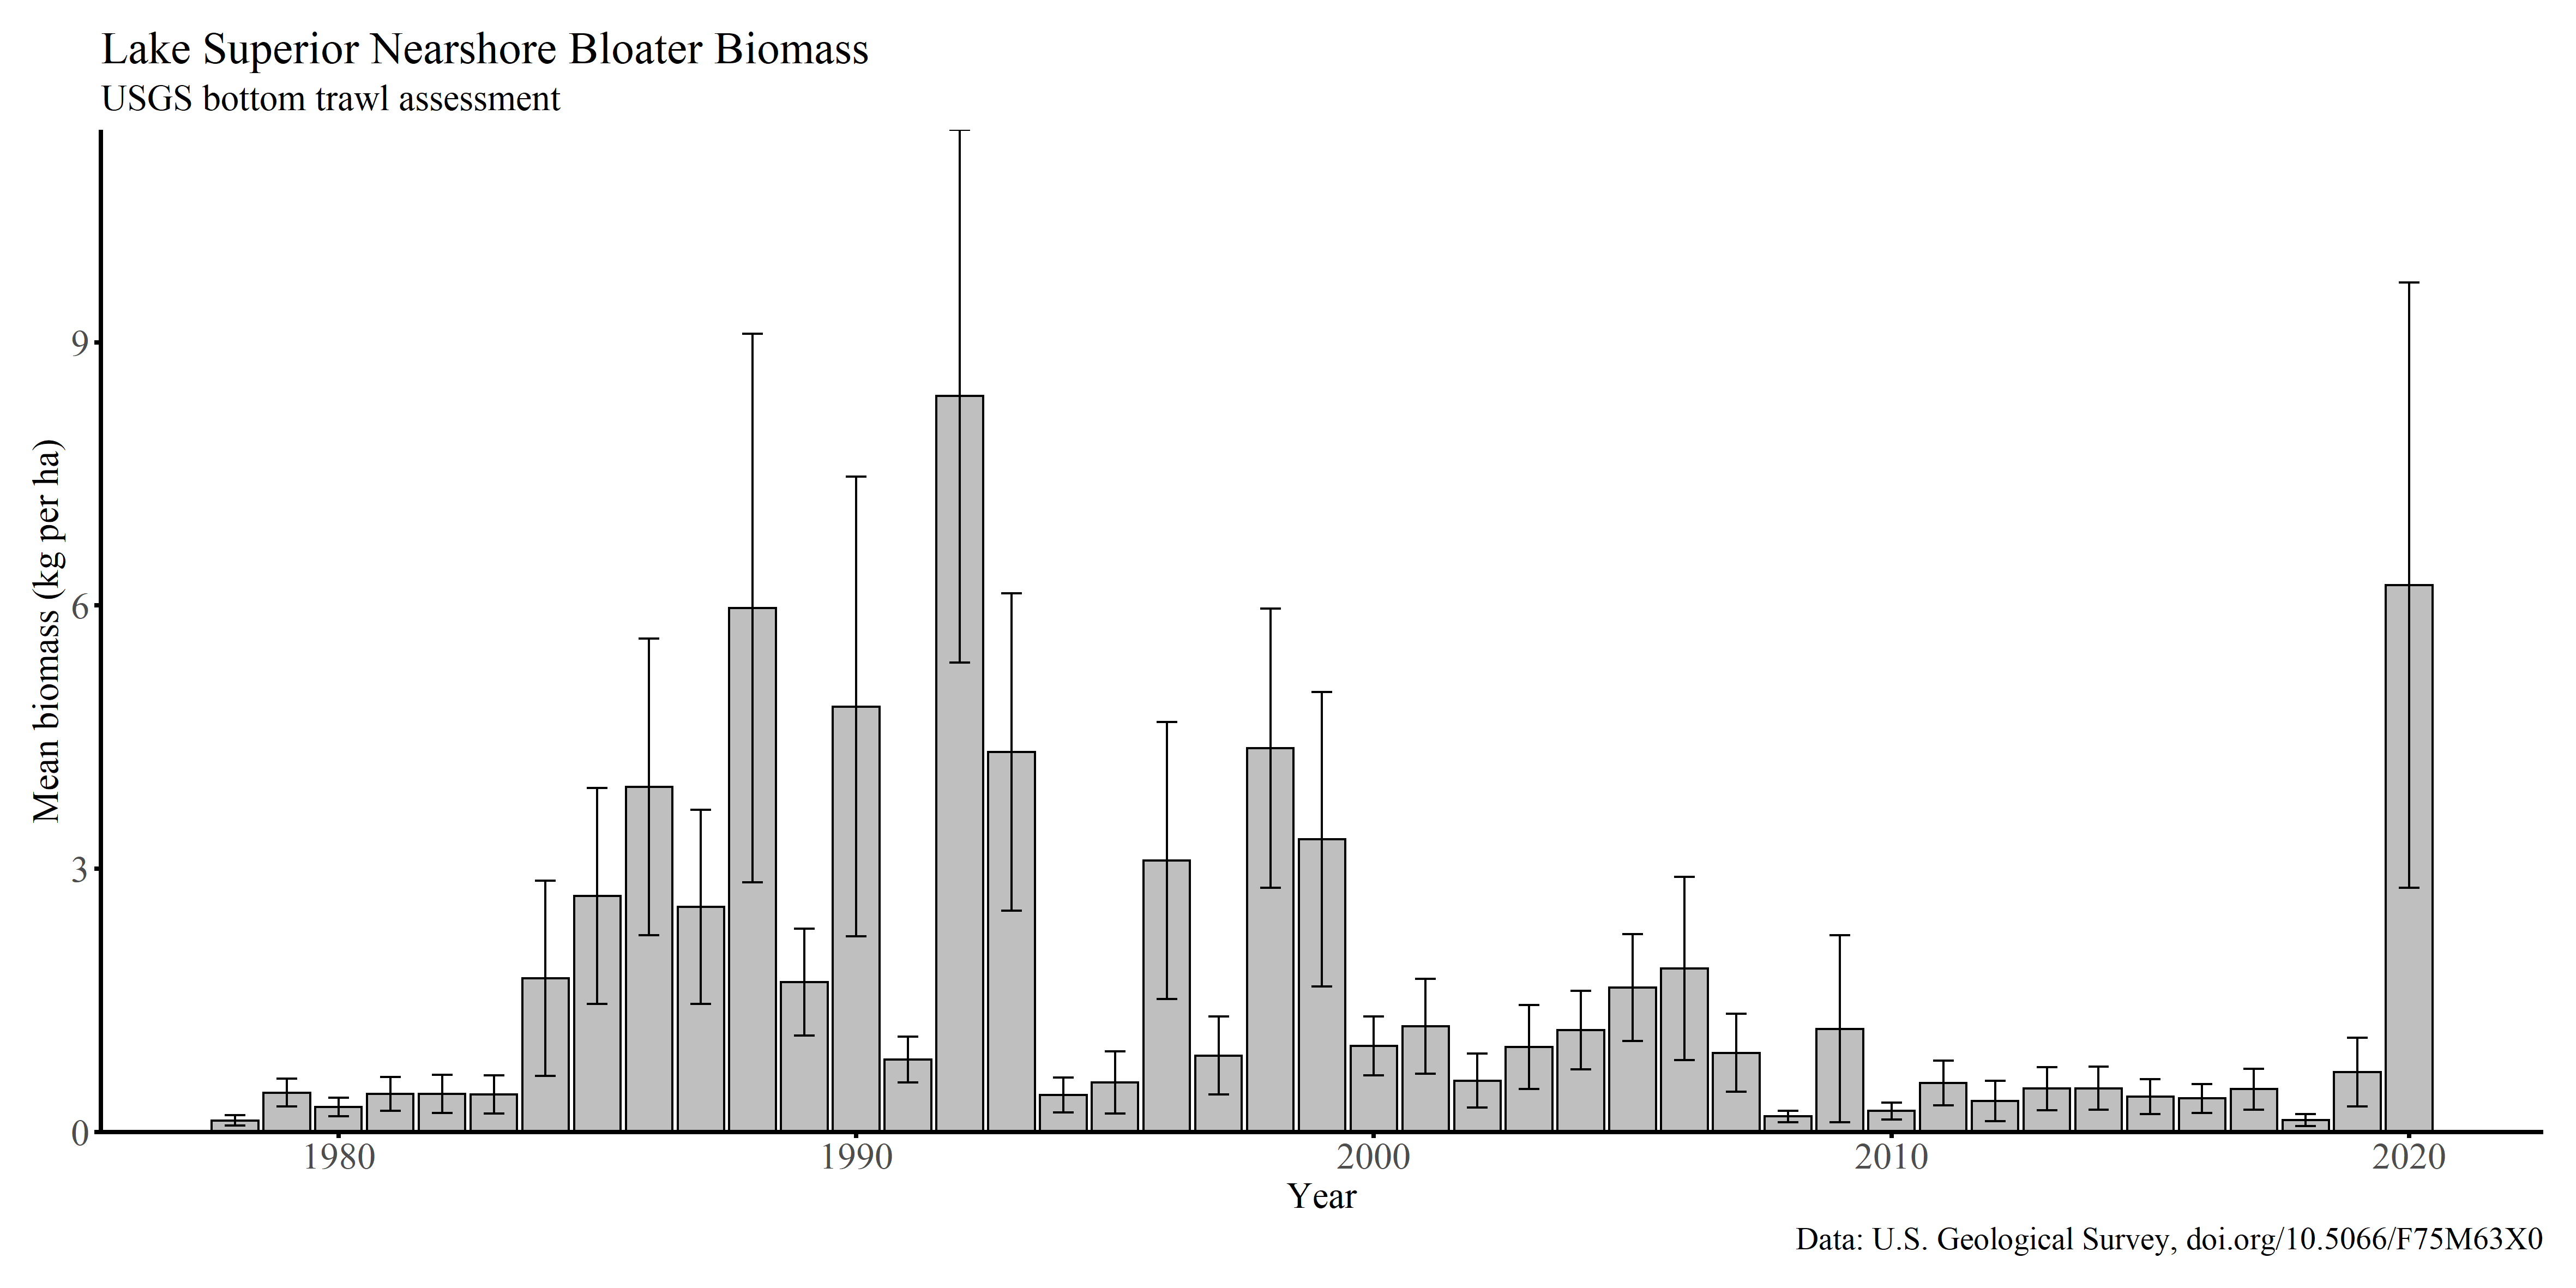 Lake Superior Nearshore Bloater Biomass
USGS bottom trawl assessment
Mean biomass (kg per ha)
9
6
3
0
1980
1990
2000
2010
2020
Year
Data: U.S. Geological Survey, doi.org/10.5066/F75M63X0